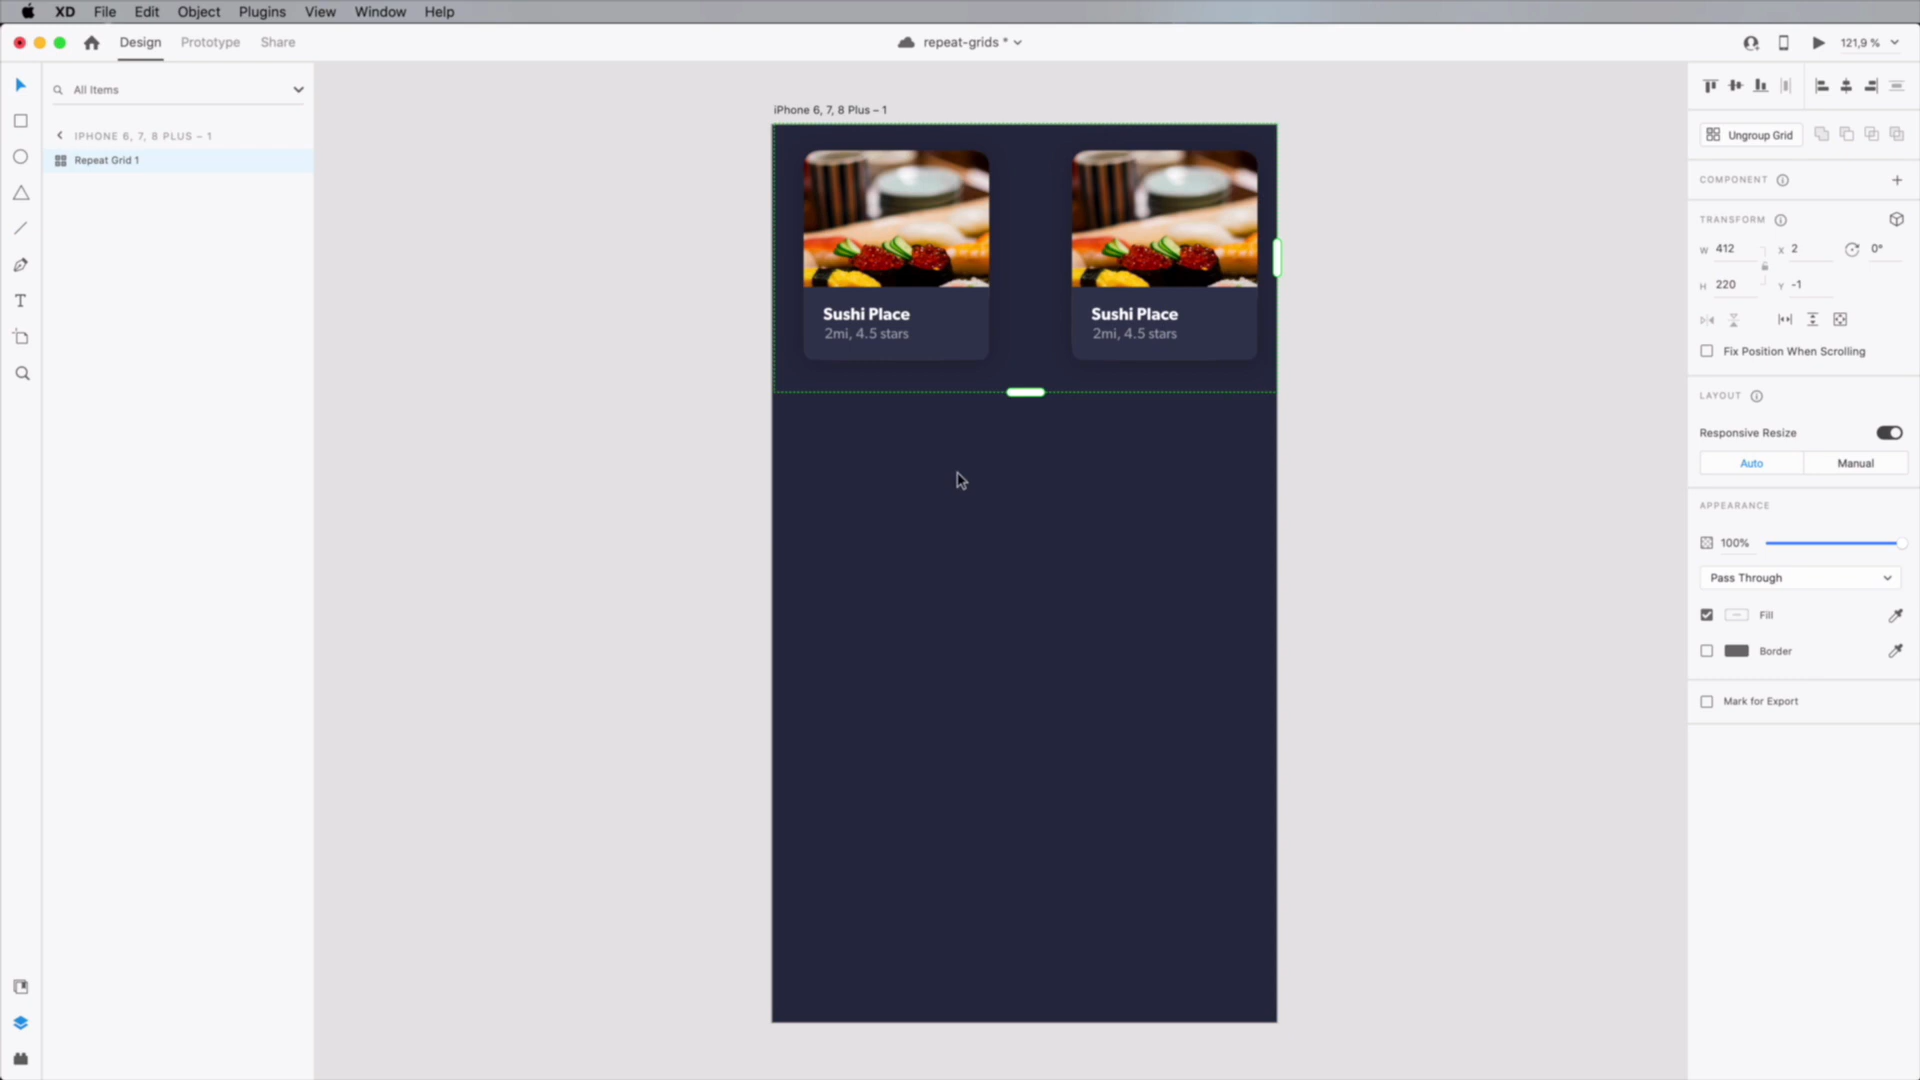 XD File Edit Object Plugins View Window Help
Design Prototype Share
repeat-grids *
121,9 %
All Items
IPHONE 6, 7, 8 PLUS – 1
Repeat Grid 1
iPhone 6, 7, 8 Plus – 1
Sushi Place
2mi, 4.5 stars
Sushi Place
2mi, 4.5 stars
Ungroup Grid
COMPONENT
TRANSFORM
W 412 X 2 0°
H 220 Y -1
Fix Position When Scrolling
LAYOUT
Responsive Resize
Auto Manual
APPEARANCE
100%
Pass Through
Fill
Border
Mark for Export